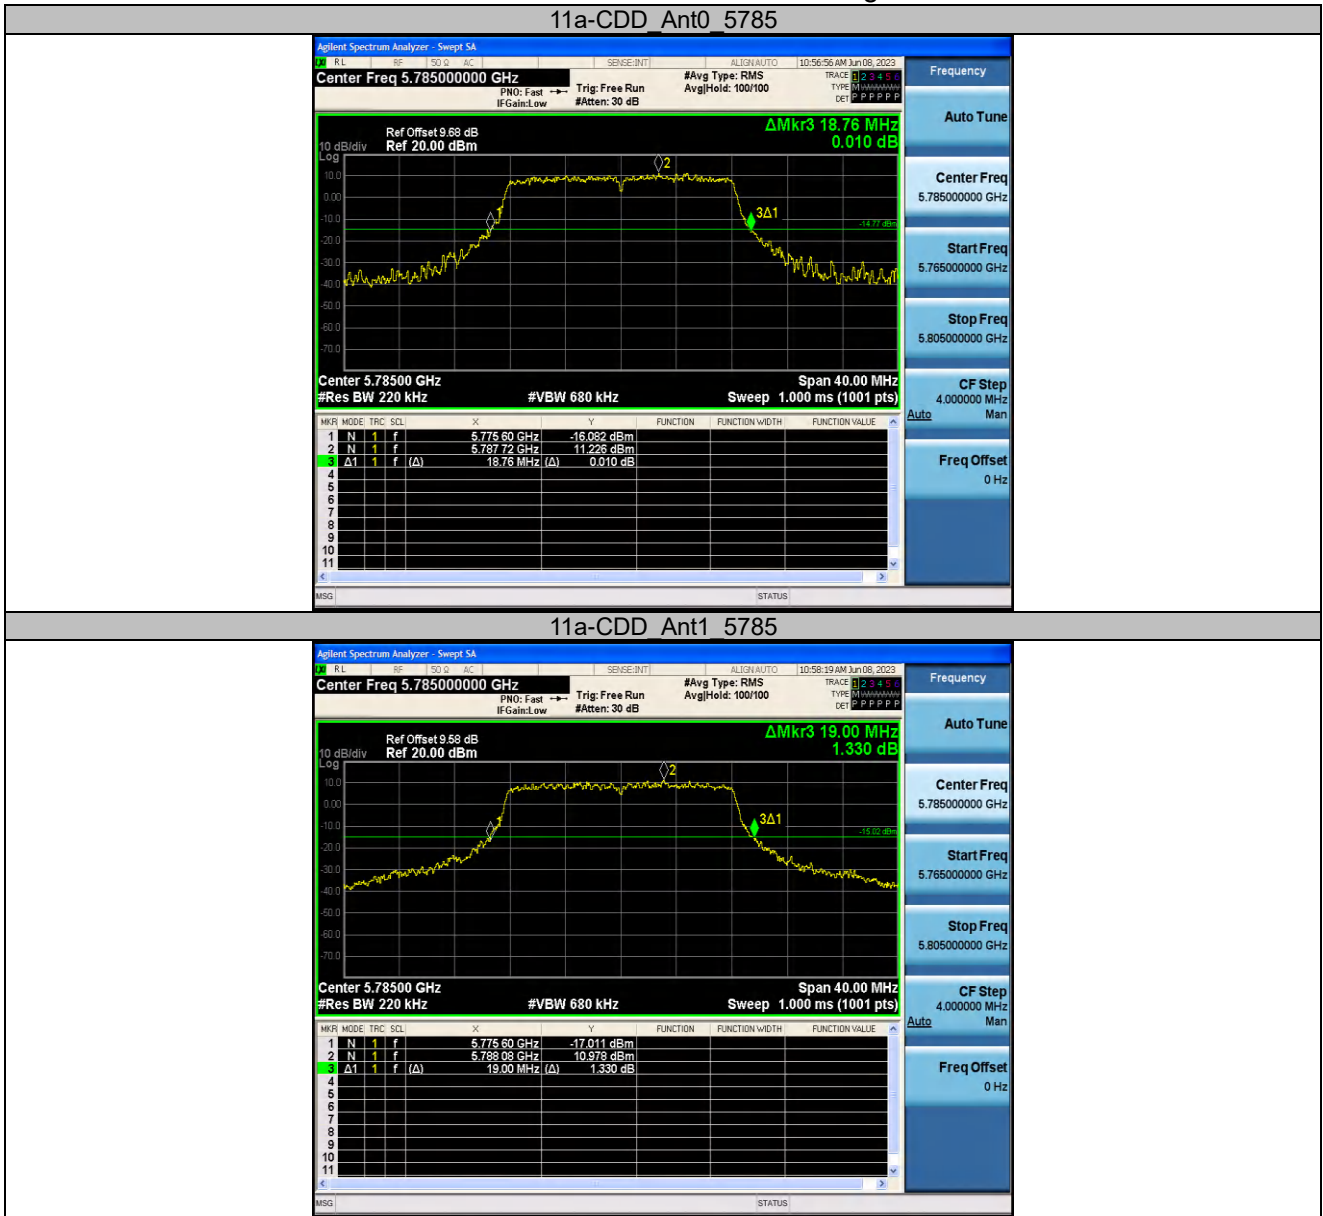 11a-CDD_Ant0_5785
Agilent Spectrum Analyzer - Swept SA
RL RF 50 Ω AC SENSE:INT ALIGN AUTO 10:56:56 AM Jun 08, 2023
Center Freq 5.785000000 GHz
#Avg Type: RMS
TRACE 1 2 3 4 5 6
PNO: Fast Trig: Free Run Avg|Hold: 100/100
TYPE M
IFGain:Low #Atten: 30 dB
DET P P P P P P
Frequency
Auto Tune
Center Freq
5.785000000 GHz
Start Freq
5.765000000 GHz
Stop Freq
5.805000000 GHz
CF Step
4.000000 MHz
Auto Man
Freq Offset
0 Hz
ΔMkr3 18.76 MHz
0.010 dB
Ref Offset 9.68 dB
10 dB/div Ref 20.00 dBm
Log
10.0
0.00
-10.0
-20.0
-30.0
-40.0
-50.0
-60.0
-70.0
1
2
3Δ1
-14.77 dBm
Center 5.78500 GHz Span 40.00 MHz
#Res BW 220 kHz #VBW 680 kHz Sweep 1.000 ms (1001 pts)
MKR MODE TRC SCL X Y FUNCTION FUNCTION WIDTH FUNCTION VALUE
1 N 1 f 5.775 60 GHz -16.082 dBm
2 N 1 f 5.787 72 GHz 11.226 dBm
3 Δ1 1 f (Δ) 18.76 MHz (Δ) 0.010 dB
4
5
6
7
8
9
10
11
MSG STATUS
11a-CDD_Ant1_5785
Agilent Spectrum Analyzer - Swept SA
RL RF 50 Ω AC SENSE:INT ALIGN AUTO 10:58:19 AM Jun 08, 2023
Center Freq 5.785000000 GHz
#Avg Type: RMS
TRACE 1 2 3 4 5 6
PNO: Fast Trig: Free Run Avg|Hold: 100/100
TYPE M
IFGain:Low #Atten: 30 dB
DET P P P P P P
Frequency
Auto Tune
Center Freq
5.785000000 GHz
Start Freq
5.765000000 GHz
Stop Freq
5.805000000 GHz
CF Step
4.000000 MHz
Auto Man
Freq Offset
0 Hz
ΔMkr3 19.00 MHz
1.330 dB
Ref Offset 9.58 dB
10 dB/div Ref 20.00 dBm
Log
10.0
0.00
-10.0
-20.0
-30.0
-40.0
-50.0
-60.0
-70.0
1
2
3Δ1
-15.02 dBm
Center 5.78500 GHz Span 40.00 MHz
#Res BW 220 kHz #VBW 680 kHz Sweep 1.000 ms (1001 pts)
MKR MODE TRC SCL X Y FUNCTION FUNCTION WIDTH FUNCTION VALUE
1 N 1 f 5.775 60 GHz -17.011 dBm
2 N 1 f 5.788 08 GHz 10.978 dBm
3 Δ1 1 f (Δ) 19.00 MHz (Δ) 1.330 dB
4
5
6
7
8
9
10
11
MSG STATUS